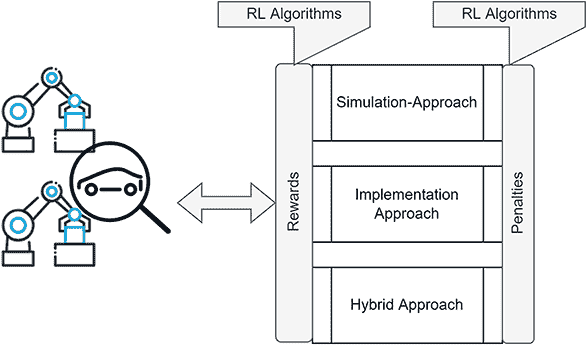 RL Algorithms
RL Algorithms
Rewards
Simulation-Approach
Implementation
Approach
Hybrid Approach
Penalties